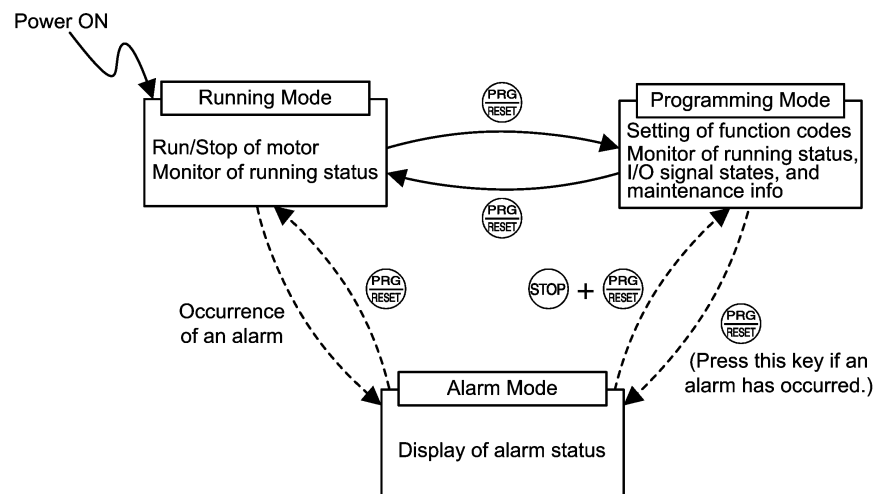 Power ON
Running Mode
Run/Stop of motor
Monitor of running status
PRG
RESET
PRG
RESET
Programming Mode
Setting of function codes
Monitor of running status,
I/O signal states, and
maintenance info
Occurrence
of an alarm
PRG
RESET
STOP + PRG
RESET
PRG
RESET
(Press this key if an
alarm has occurred.)
Alarm Mode
Display of alarm status